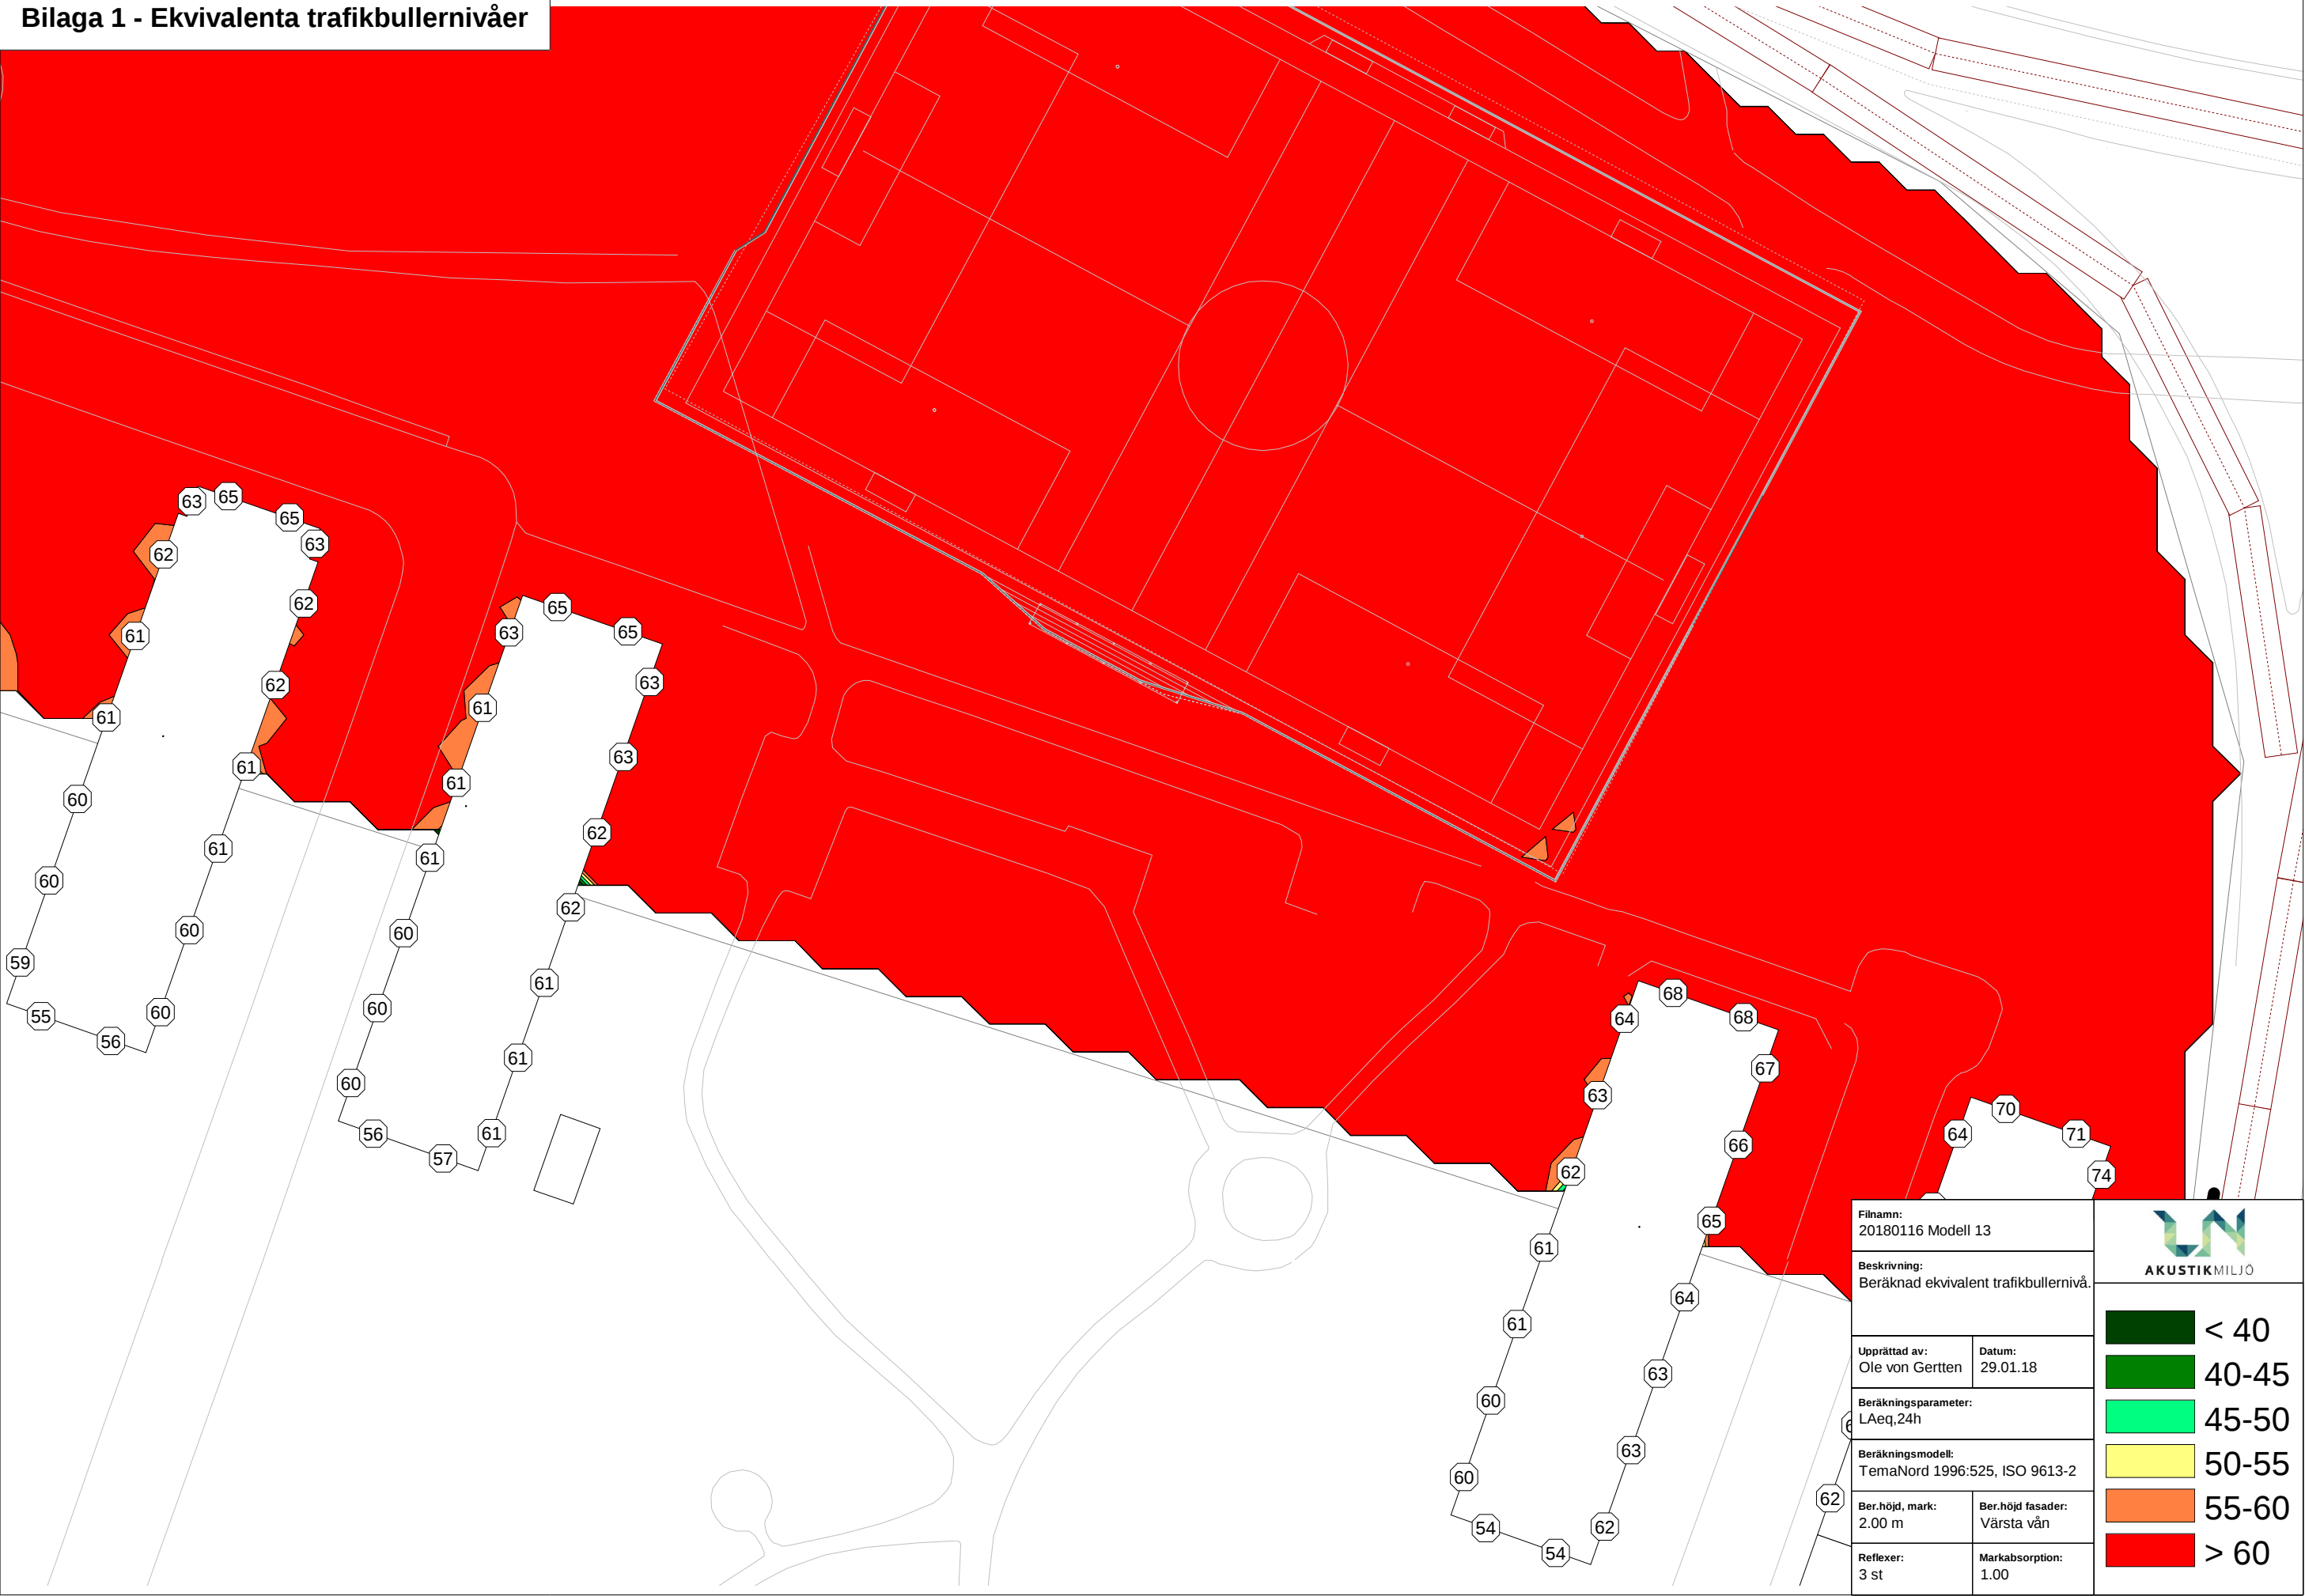 Bilaga 1 - Ekvivalenta trafikbullernivåer
63 65 65 63
62
62
61
62
61
61
60
61
60
60
59
60
55 56
65 65
63
63
61
63
61
62
61
62
60
61
60
61
60
61
56 57
68 68
64
67
63
66
62
65
61
64
61
63
60
63
60
62
54 54
70 71
64
74
62
Filnamn:
20180116 Modell 13
Beskrivning:
Beräknad ekvivalent trafikbullernivå.
Upprättad av:
Ole von Gertten
Datum:
29.01.18
Beräkningsparameter:
LAeq,24h
Beräkningsmodell:
TemaNord 1996:525, ISO 9613-2
Ber.höjd, mark:
2.00 m
Ber.höjd fasader:
Värsta vån
Reflexer:
3 st
Markabsorption:
1.00
AKUSTIKMILJÖ
< 40
40-45
45-50
50-55
55-60
> 60